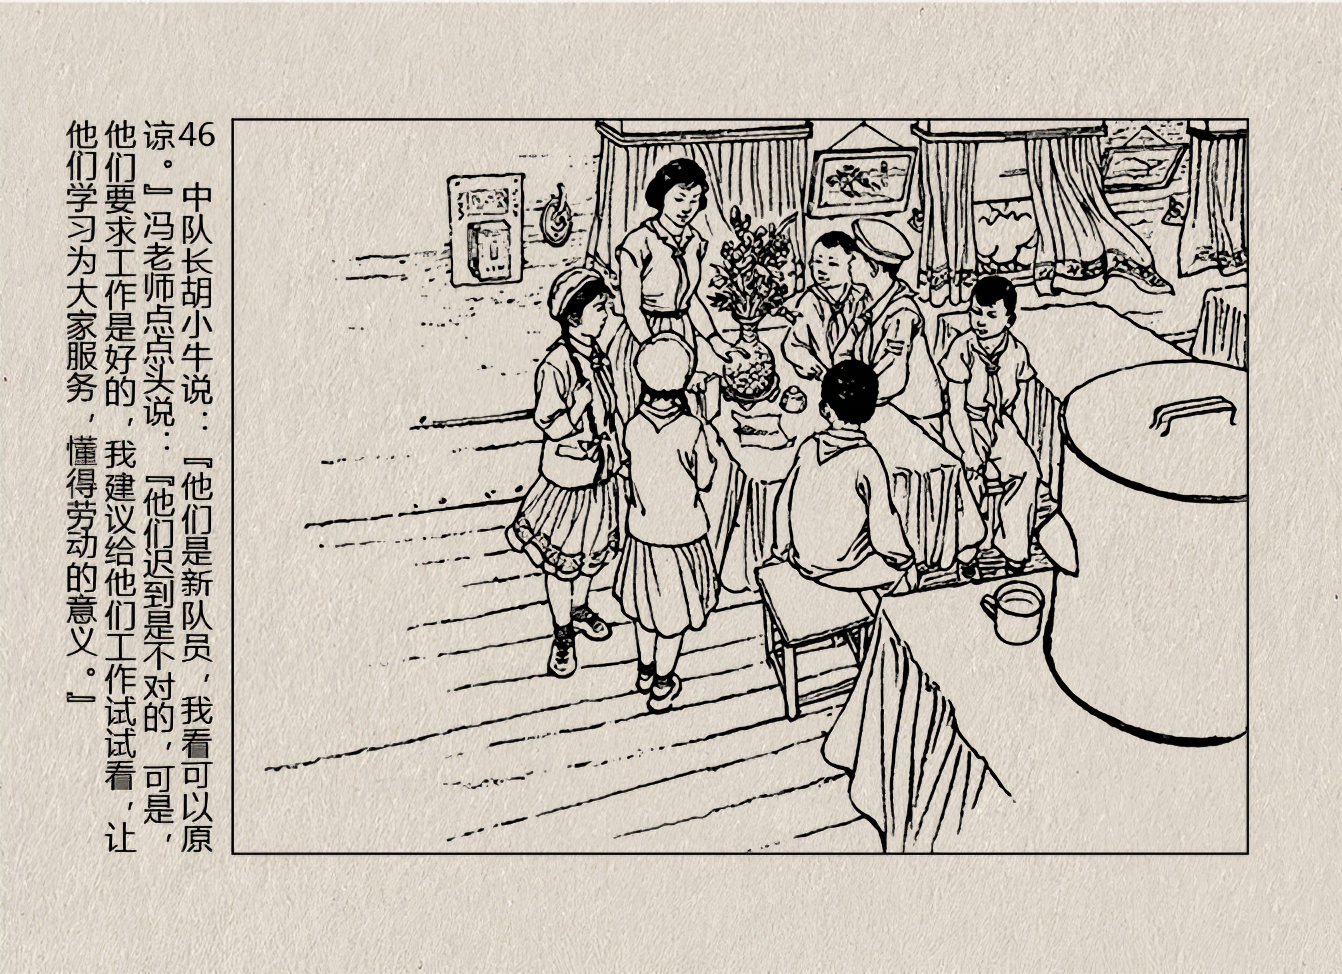 46 中队长胡小牛说：『他们是新队员，我看可以原
谅。』冯老师点点头说：『他们迟到是不对的，可是，
他们要求工作是好的，我建议给他们工作试试看，让
他们学习为大家服务，懂得劳动的意义。』